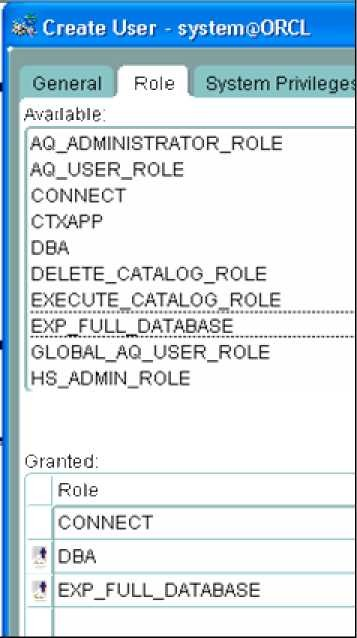 Create User - system@ORCL
General Role System Privileges
Available:
AQ_ADMINISTRATOR_ROLE
AQ_USER_ROLE
CONNECT
CTXAPP
DBA
DELETE_CATALOG_ROLE
EXECUTE_CATALOG_ROLE
EXP_FULL_DATABASE
GLOBAL_AQ_USER_ROLE
HS_ADMIN_ROLE
Granted:
Role
CONNECT
DBA
EXP_FULL_DATABASE